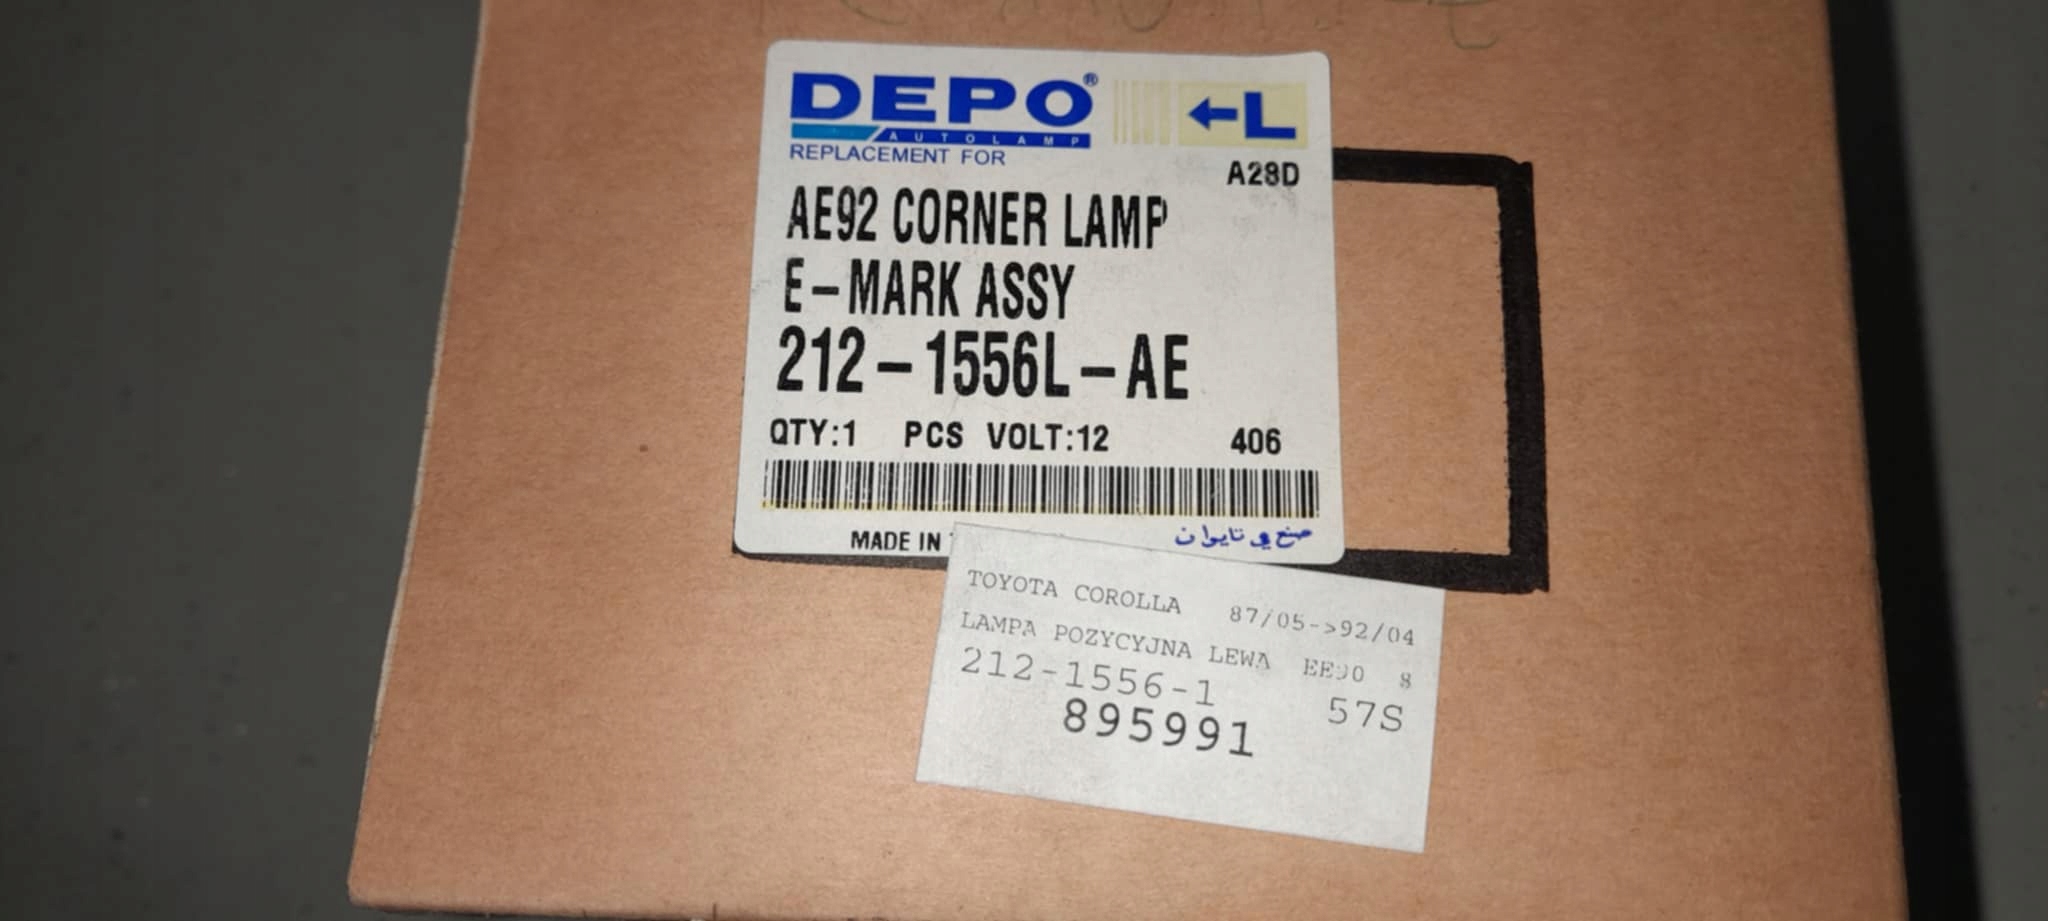 DEPO®
AUTOLAMP
←L
REPLACEMENT FOR
A28D
AE92 CORNER LAMP
E-MARK ASSY
212-1556L-AE
QTY:1 PCS VOLT:12 406
MADE IN
صنع في تايوان
TOYOTA COROLLA 87/05->92/04
LAMPA POZYCYJNA LEWA EE90 8
212-1556-1 57S
895991